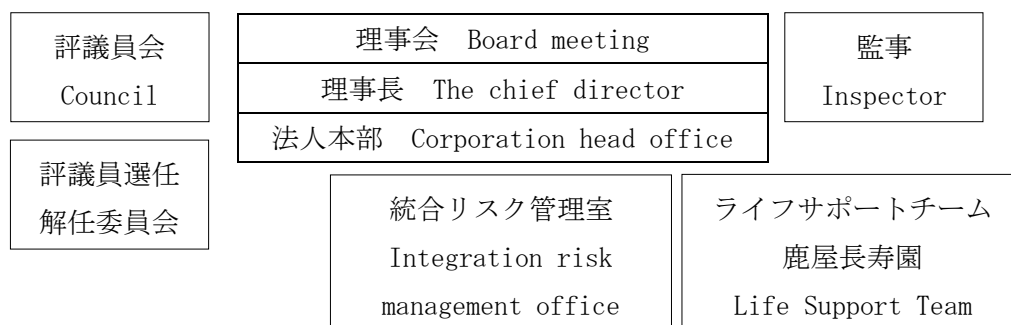 評議員会
Council
理事会 Board meeting
理事長 The chief director
法人本部 Corporation head office
監事
Inspector
評議員選任
解任委員会
統合リスク管理室
Integration risk
management office
ライフサポートチーム
鹿屋長寿園
Life Support Team